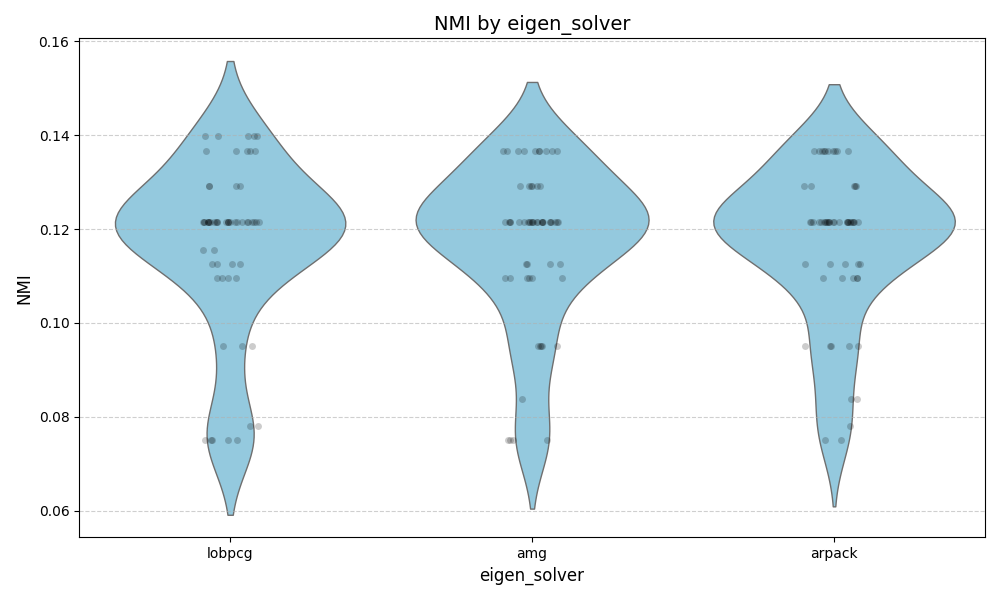 NMI by eigen_solver
0.16
0.14
0.12
0.10
0.08
0.06
NMI
lobpcg
amg
arpack
eigen_solver